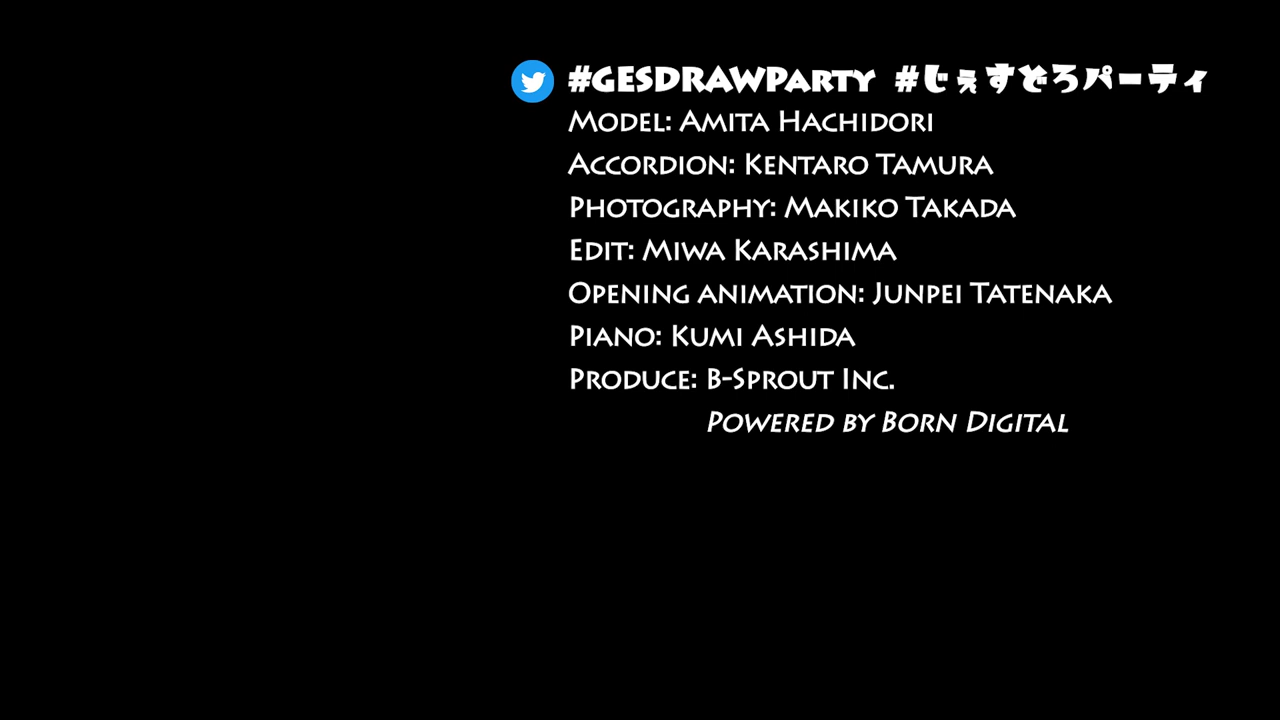 #GESDRAWPARTY #じぇすどろパーティ
MODEL: AMITA HACHIDORI
ACCORDION: KENTARO TAMURA
PHOTOGRAPHY: MAKIKO TAKADA
EDIT: MIWA KARASHIMA
OPENING ANIMATION: JUNPEI TATENAKA
PIANO: KUMI ASHIDA
PRODUCE: B-SPROUT INC.
POWERED BY BORN DIGITAL